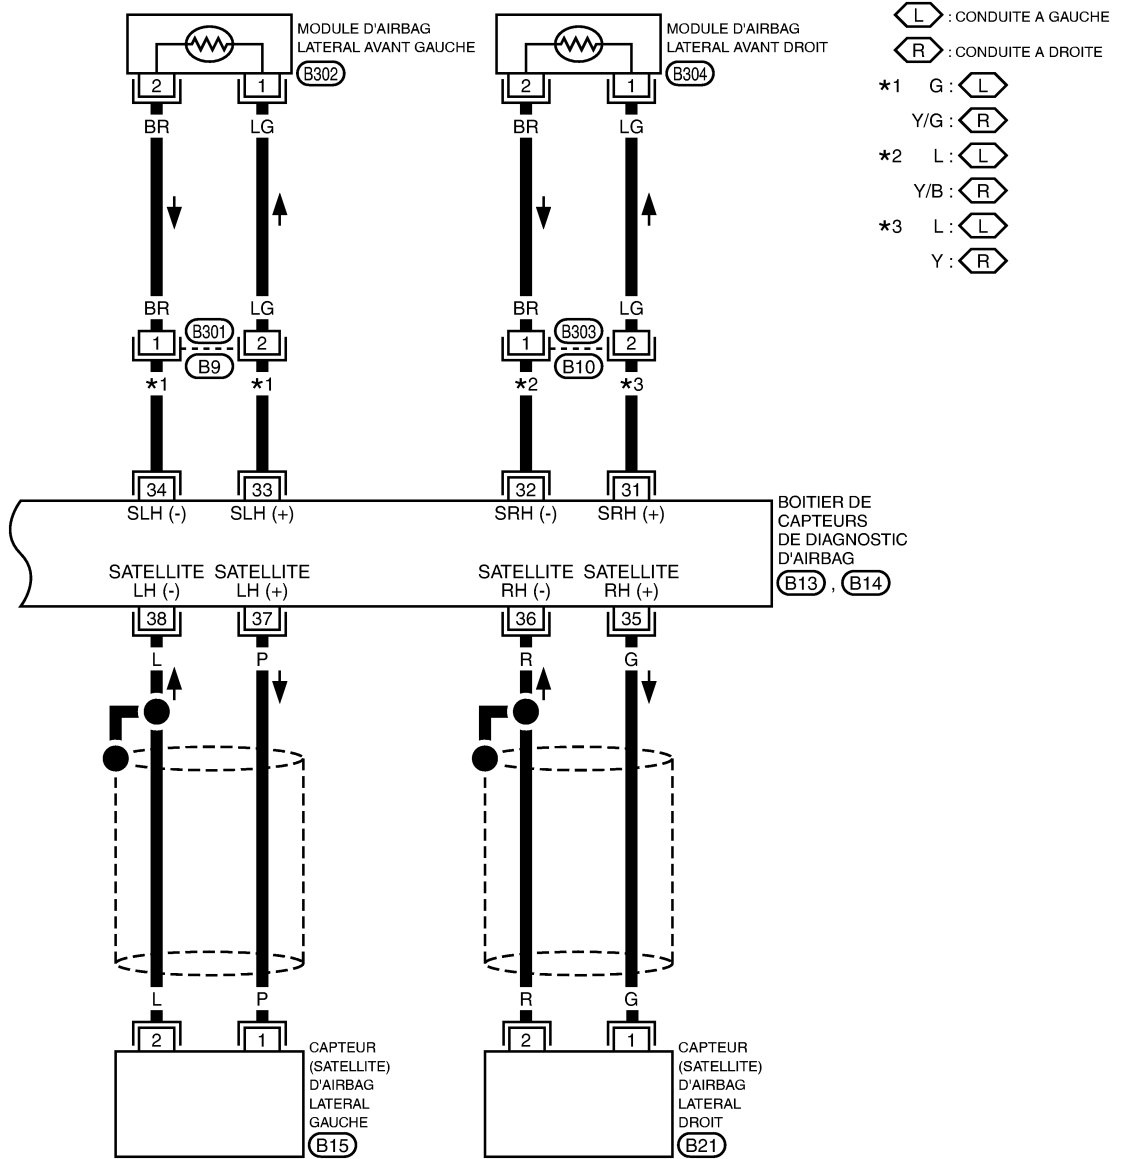 MODULE D'AIRBAG
LATERAL AVANT GAUCHE
B302
2 1
BR LG
BR LG
1 B301 2
B9
*1 *1
34 33
SLH (-) SLH (+)
MODULE D'AIRBAG
LATERAL AVANT DROIT
B304
2 1
BR LG
BR LG
1 B303 2
B10
*2 *3
32 31
SRH (-) SRH (+)
L : CONDUITE A GAUCHE
R : CONDUITE A DROITE
*1 G : L
Y/G : R
*2 L : L
Y/B : R
*3 L : L
Y : R
BOITIER DE
CAPTEURS
DE DIAGNOSTIC
D'AIRBAG
B13 , B14
SATELLITE SATELLITE
LH (-) LH (+)
38 37
L P
L P
2 1
CAPTEUR
(SATELLITE)
D'AIRBAG
LATERAL
GAUCHE
B15
SATELLITE SATELLITE
RH (-) RH (+)
36 35
R G
R G
2 1
CAPTEUR
(SATELLITE)
D'AIRBAG
LATERAL
DROIT
B21